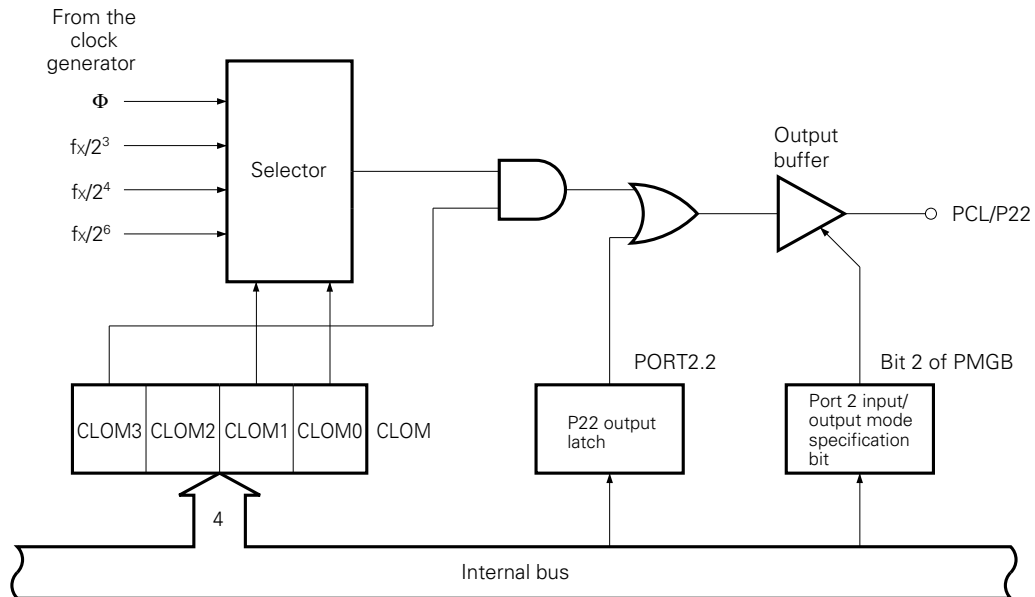 From the
clock
generator
Φ
fx/2³
fx/2⁴
fx/2⁶
Selector
Output
buffer
PCL/P22
PORT2.2
Bit 2 of PMGB
CLOM3 CLOM2 CLOM1 CLOM0 CLOM
P22 output
latch
Port 2 input/
output mode
specification
bit
4
Internal bus